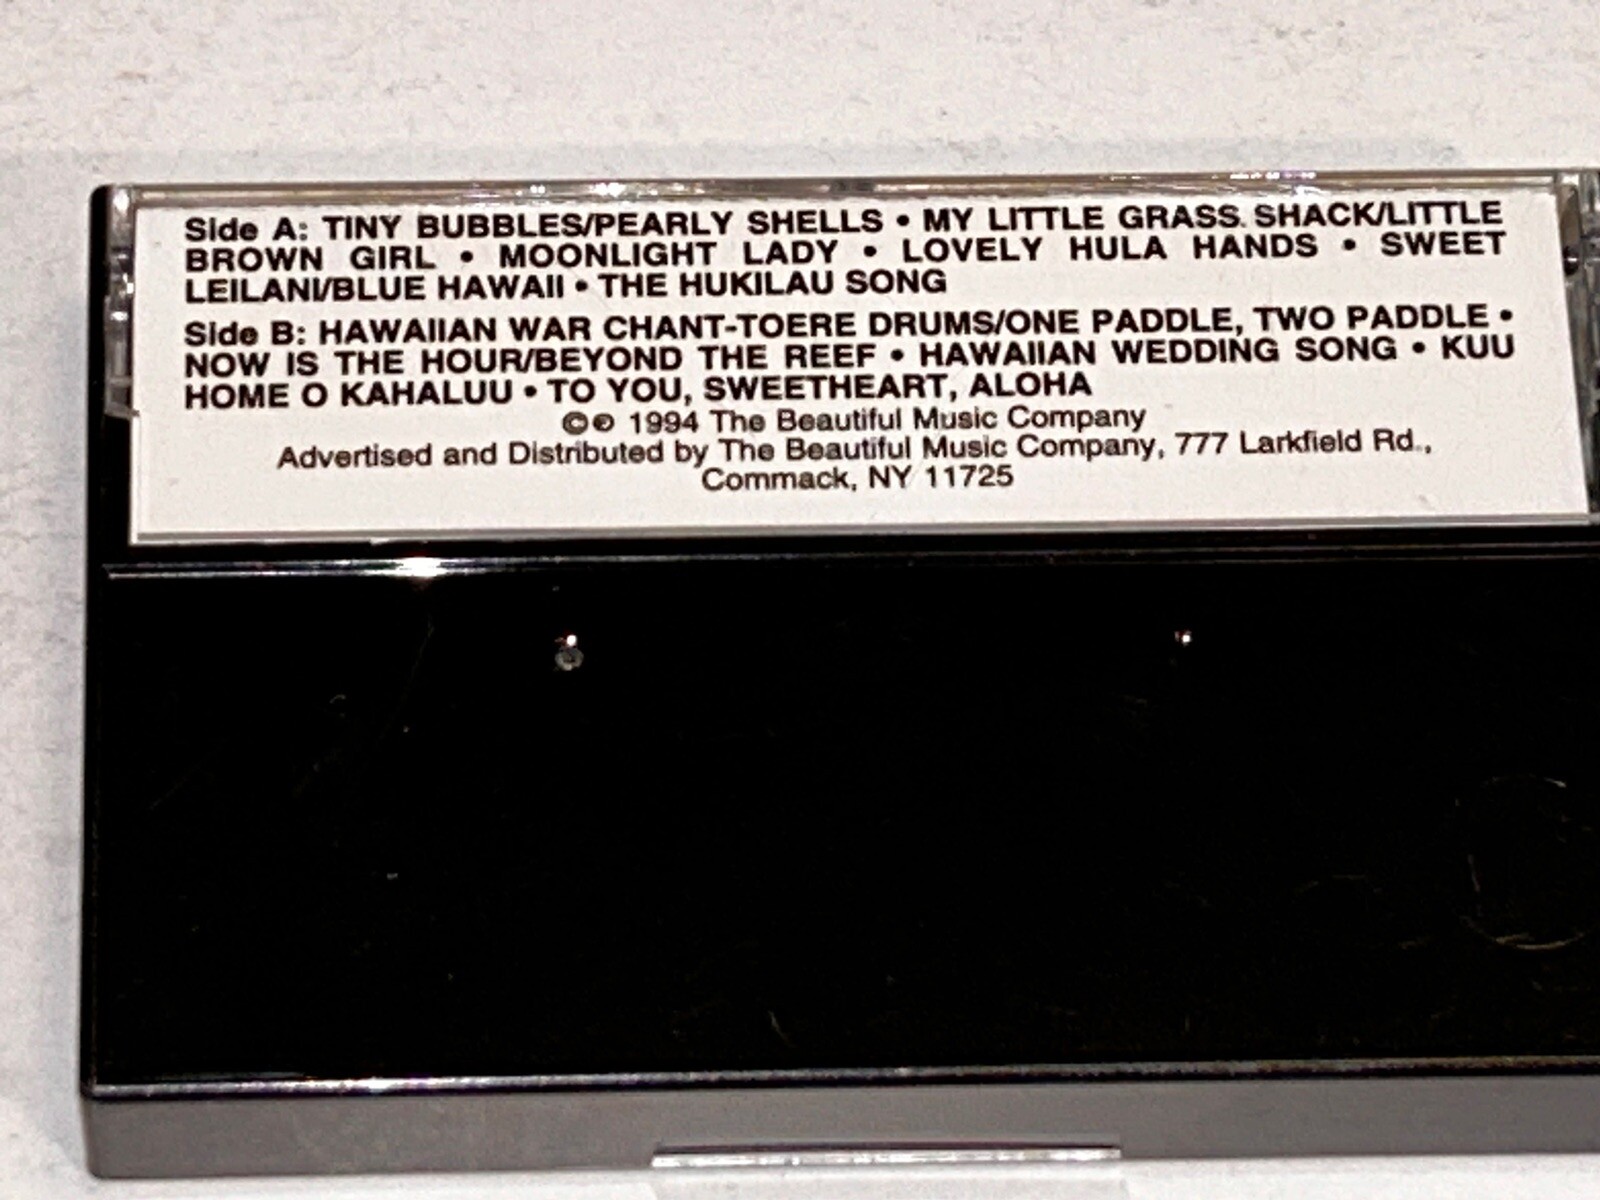 Side A: TINY BUBBLES/PEARLY SHELLS • MY LITTLE GRASS SHACK/LITTLE
BROWN GIRL • MOONLIGHT LADY • LOVELY HULA HANDS • SWEET
LEILANI/BLUE HAWAII • THE HUKILAU SONG
Side B: HAWAIIAN WAR CHANT-TOERE DRUMS/ONE PADDLE, TWO PADDLE •
NOW IS THE HOUR/BEYOND THE REEF • HAWAIIAN WEDDING SONG • KUU
HOME O KAHALUU • TO YOU, SWEETHEART, ALOHA
©℗ 1994 The Beautiful Music Company
Advertised and Distributed by The Beautiful Music Company, 777 Larkfield Rd.,
Commack, NY 11725